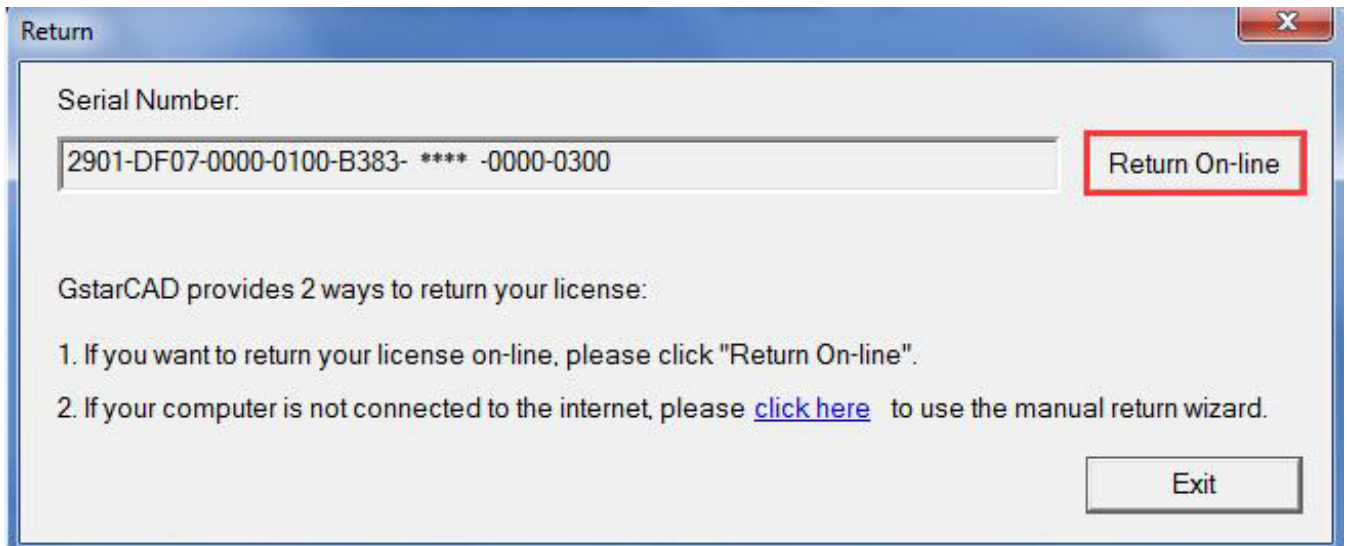 Return
Serial Number:
2901-DF07-0000-0100-B383- **** -0000-0300
Return On-line
GstarCAD provides 2 ways to return your license:
1. If you want to return your license on-line, please click "Return On-line".
2. If your computer is not connected to the internet, please click here to use the manual return wizard.
Exit